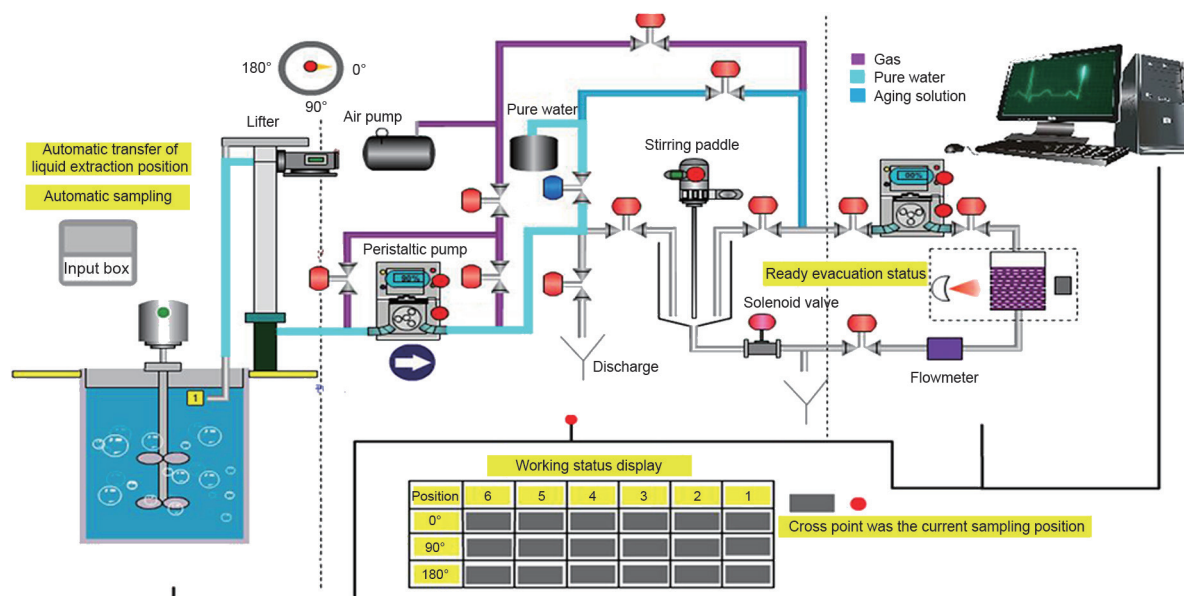 180°
0°
90°
Lifter
Automatic transfer of
liquid extraction position
Automatic sampling
Input box
1
Air pump
Pure water
Peristaltic pump
00%
Stirring paddle
Gas
Pure water
Aging solution
00%
Ready evacuation status
Solenoid valve
Discharge
Flowmeter
Working status display
Position 6 5 4 3 2 1
0°
90°
180°
Cross point was the current sampling position